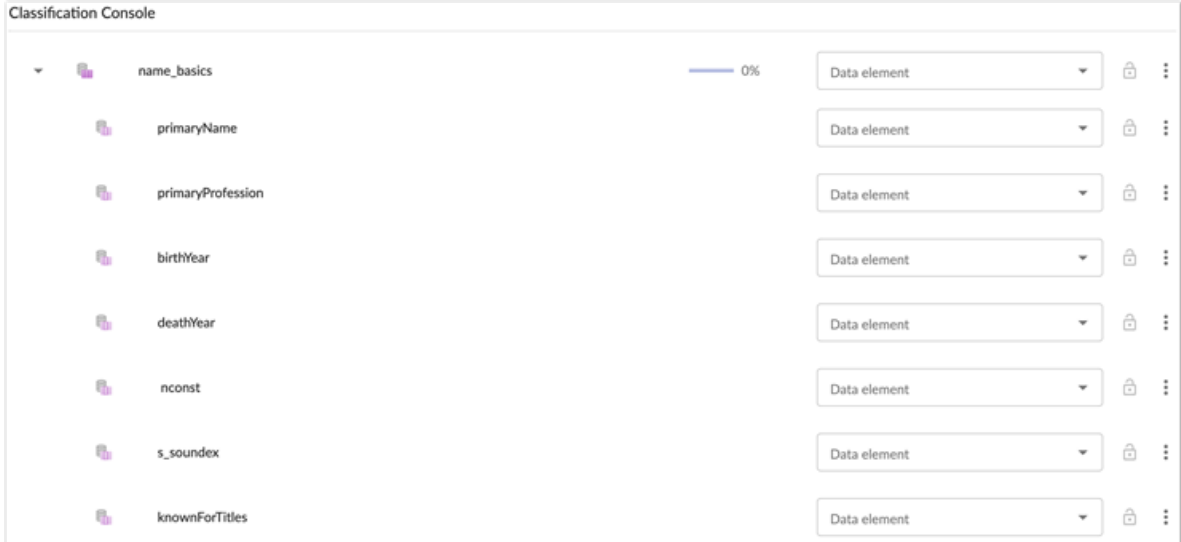 Classification Console
name_basics 0% Data element
primaryName Data element
primaryProfession Data element
birthYear Data element
deathYear Data element
nconst Data element
s_soundex Data element
knownForTitles Data element